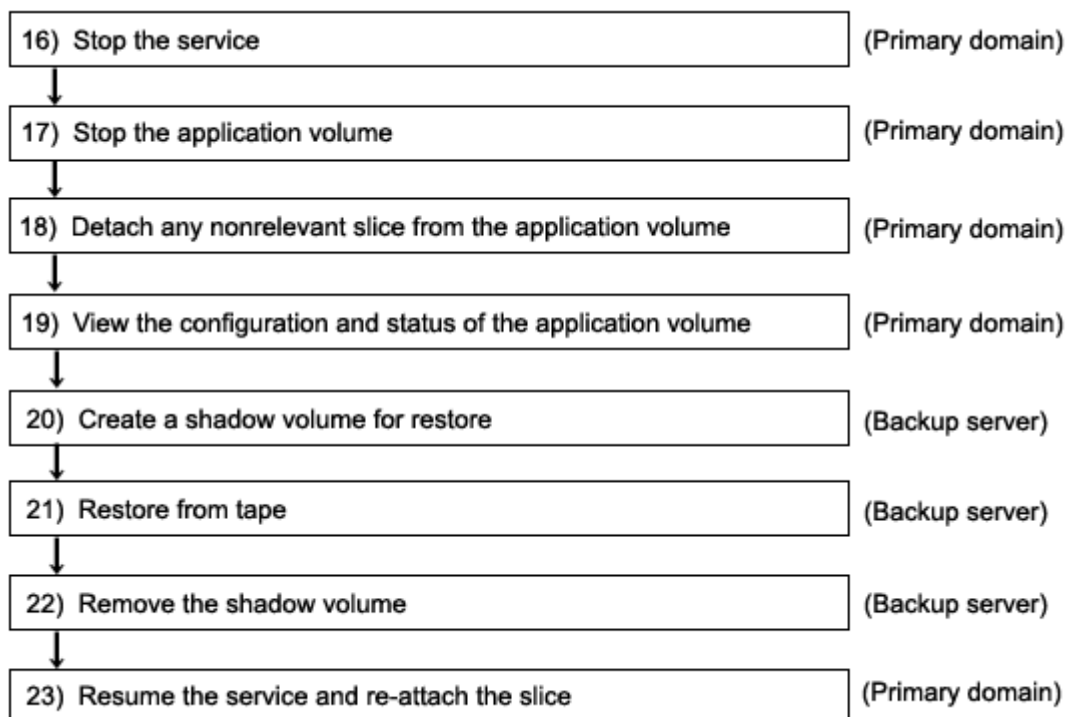 16) Stop the service (Primary domain)
17) Stop the application volume (Primary domain)
18) Detach any nonrelevant slice from the application volume (Primary domain)
19) View the configuration and status of the application volume (Primary domain)
20) Create a shadow volume for restore (Backup server)
21) Restore from tape (Backup server)
22) Remove the shadow volume (Backup server)
23) Resume the service and re-attach the slice (Primary domain)